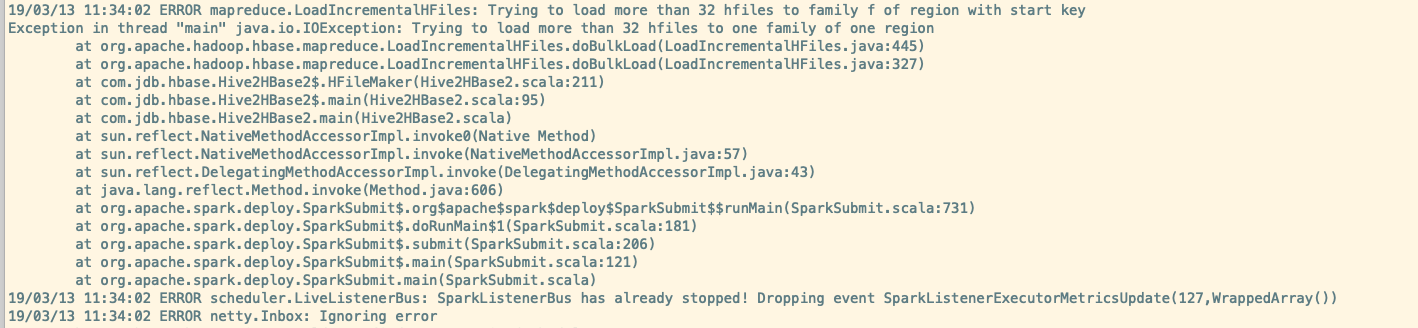 19/03/13 11:34:02 ERROR mapreduce.LoadIncrementalHFiles: Trying to load more than 32 hfiles to family f of region with start key
Exception in thread "main" java.io.IOException: Trying to load more than 32 hfiles to one family of one region
        at org.apache.hadoop.hbase.mapreduce.LoadIncrementalHFiles.doBulkLoad(LoadIncrementalHFiles.java:445)
        at org.apache.hadoop.hbase.mapreduce.LoadIncrementalHFiles.doBulkLoad(LoadIncrementalHFiles.java:327)
        at com.jdb.hbase.Hive2HBase2$.HFileMaker(Hive2HBase2.scala:211)
        at com.jdb.hbase.Hive2HBase2$.main(Hive2HBase2.scala:95)
        at com.jdb.hbase.Hive2HBase2.main(Hive2HBase2.scala)
        at sun.reflect.NativeMethodAccessorImpl.invoke0(Native Method)
        at sun.reflect.NativeMethodAccessorImpl.invoke(NativeMethodAccessorImpl.java:57)
        at sun.reflect.DelegatingMethodAccessorImpl.invoke(DelegatingMethodAccessorImpl.java:43)
        at java.lang.reflect.Method.invoke(Method.java:606)
        at org.apache.spark.deploy.SparkSubmit$.org$apache$spark$deploy$SparkSubmit$$runMain(SparkSubmit.scala:731)
        at org.apache.spark.deploy.SparkSubmit$.doRunMain$1(SparkSubmit.scala:181)
        at org.apache.spark.deploy.SparkSubmit$.submit(SparkSubmit.scala:206)
        at org.apache.spark.deploy.SparkSubmit$.main(SparkSubmit.scala:121)
        at org.apache.spark.deploy.SparkSubmit.main(SparkSubmit.scala)
19/03/13 11:34:02 ERROR scheduler.LiveListenerBus: SparkListenerBus has already stopped! Dropping event SparkListenerExecutorMetricsUpdate(127,WrappedArray())
19/03/13 11:34:02 ERROR netty.Inbox: Ignoring error